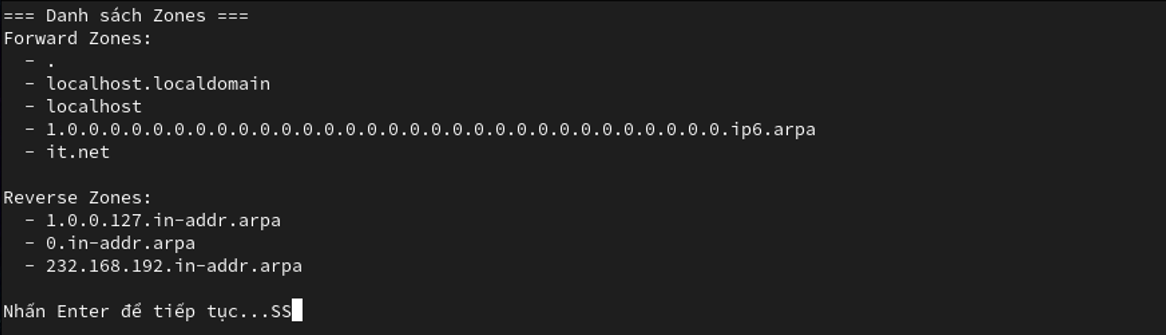 === Danh sách Zones ===
Forward Zones:
  - .
  - localhost.localdomain
  - localhost
  - 1.0.0.0.0.0.0.0.0.0.0.0.0.0.0.0.0.0.0.0.0.0.0.0.0.0.0.0.0.0.0.0.ip6.arpa
  - it.net

Reverse Zones:
  - 1.0.0.127.in-addr.arpa
  - 0.in-addr.arpa
  - 232.168.192.in-addr.arpa

Nhấn Enter để tiếp tục...SS